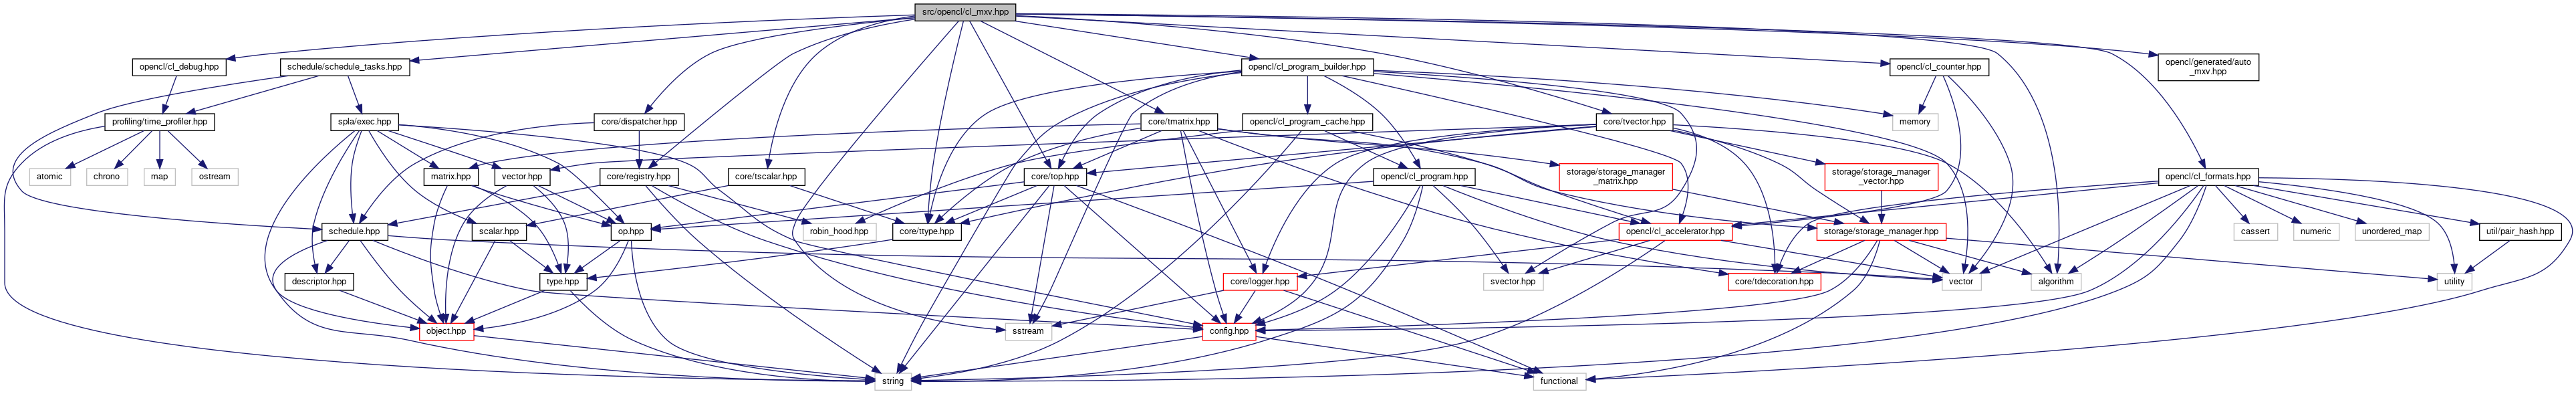 src/opencl/cl_mxv.hpp
opencl/cl_debug.hpp
schedule/schedule_tasks.hpp
opencl/cl_program_builder.hpp
opencl/cl_counter.hpp
opencl/generated/auto
_mxv.hpp
profiling/time_profiler.hpp
spla/exec.hpp
core/dispatcher.hpp
core/tmatrix.hpp
opencl/cl_program_cache.hpp
core/tvector.hpp
memory
atomic
chrono
map
ostream
matrix.hpp
vector.hpp
core/registry.hpp
core/tscalar.hpp
core/top.hpp
opencl/cl_program.hpp
storage/storage_manager
_matrix.hpp
storage/storage_manager
_vector.hpp
opencl/cl_formats.hpp
schedule.hpp
scalar.hpp
op.hpp
robin_hood.hpp
core/ttype.hpp
opencl/cl_accelerator.hpp
storage/storage_manager.hpp
cassert
numeric
unordered_map
util/pair_hash.hpp
descriptor.hpp
type.hpp
core/logger.hpp
svector.hpp
core/tdecoration.hpp
vector
algorithm
utility
object.hpp
sstream
config.hpp
string
functional